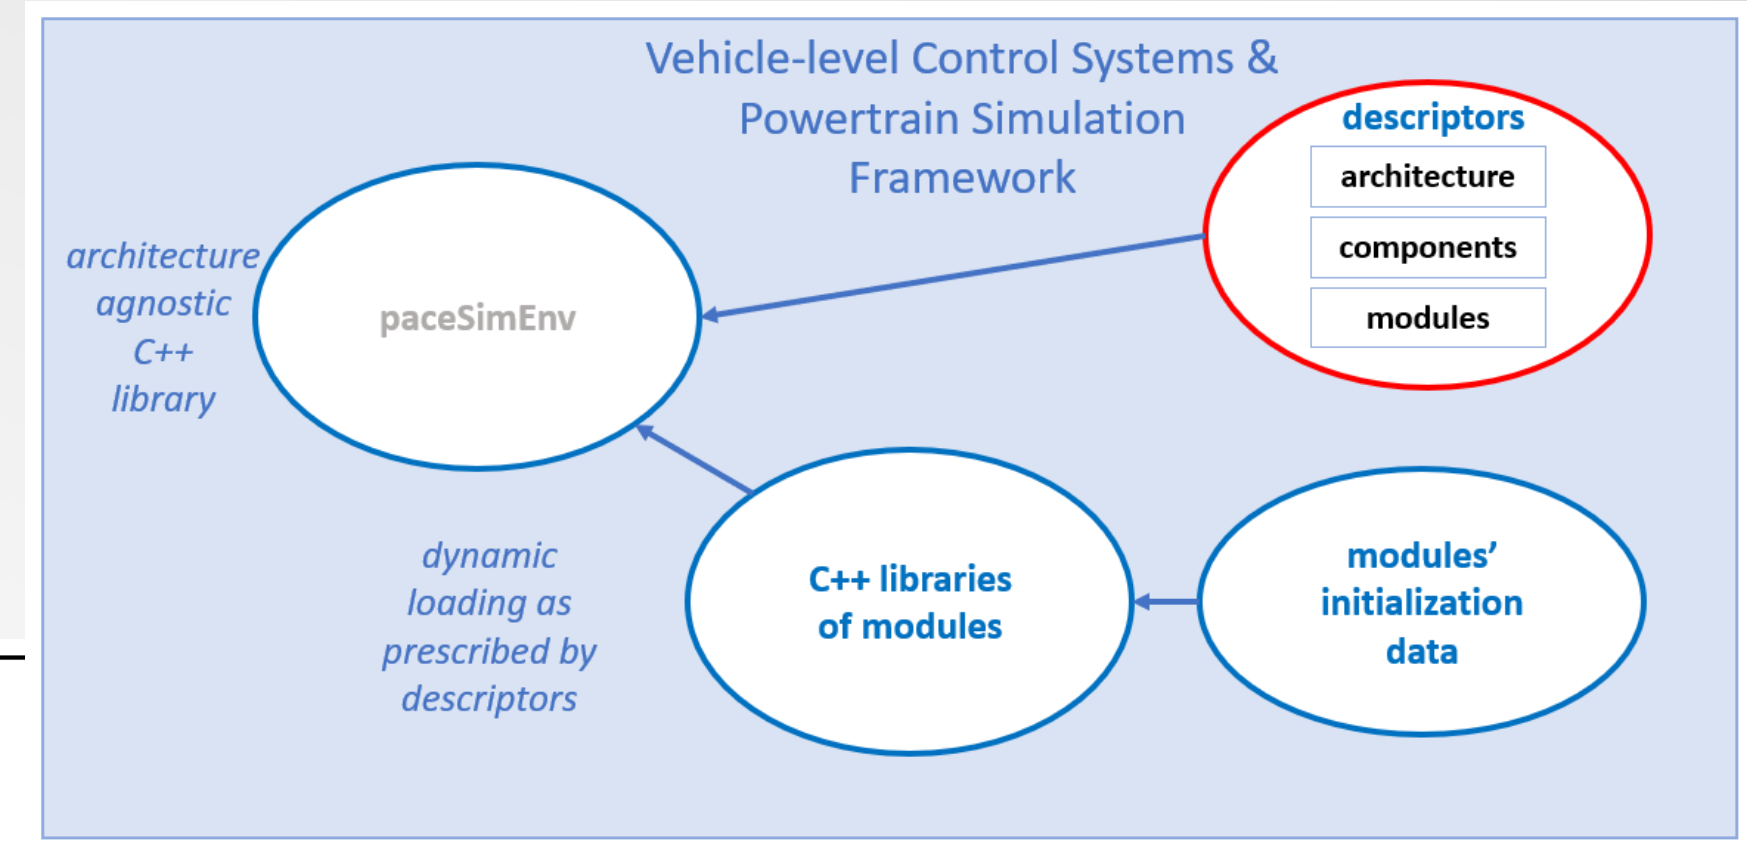 Vehicle-level Control Systems &
Powertrain Simulation
Framework
descriptors
architecture
components
modules
architecture
agnostic
C++
library
paceSimEnv
dynamic
loading as
prescribed by
descriptors
C++ libraries
of modules
modules’
initialization
data